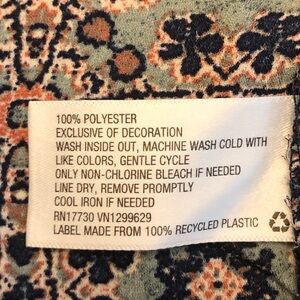 100% POLYESTER
EXCLUSIVE OF DECORATION
WASH INSIDE OUT, MACHINE WASH COLD WITH
LIKE COLORS, GENTLE CYCLE
ONLY NON-CHLORINE BLEACH IF NEEDED
LINE DRY, REMOVE PROMPTLY
COOL IRON IF NEEDED
RN17730 VN1299629
LABEL MADE FROM 100% RECYCLED PLASTIC